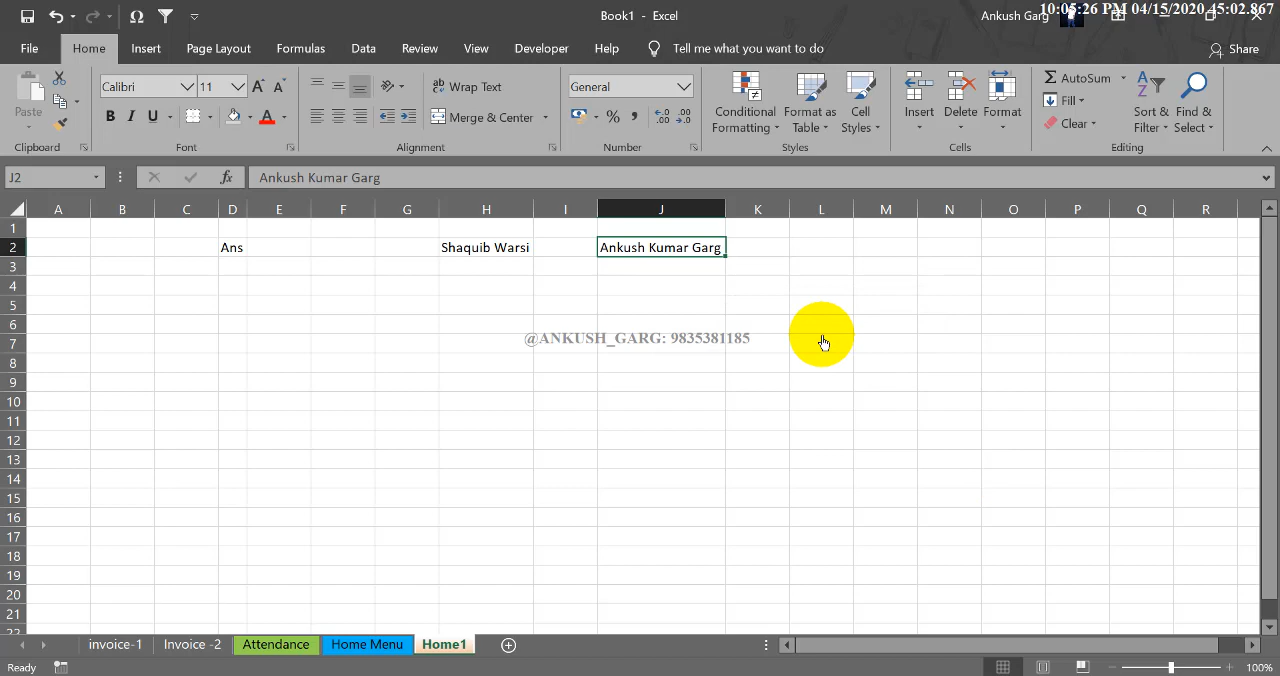 Book1 - Excel
Ankush Garg
10:05:26 PM 04/15/2020 45:02.867
File Home Insert Page Layout Formulas Data Review View Developer Help Tell me what you want to do Share
Paste
Calibri 11
B I U A
Wrap Text
Merge & Center
General
Conditional Formatting
Format as Table
Cell Styles
Insert
Delete
Format
AutoSum
Fill
Clear
Sort & Filter
Find & Select
Clipboard Font Alignment Number Styles Cells Editing
J2 fx Ankush Kumar Garg
A B C D E F G H I J K L M N O P Q R
1
2 Ans Shaquib Warsi Ankush Kumar Garg
3
4
5
6
@ANKUSH_GARG: 9835381185
7
8
9
10
11
12
13
14
15
16
17
18
19
20
21
22
invoice-1 Invoice -2 Attendance Home Menu Home1
Ready 100%